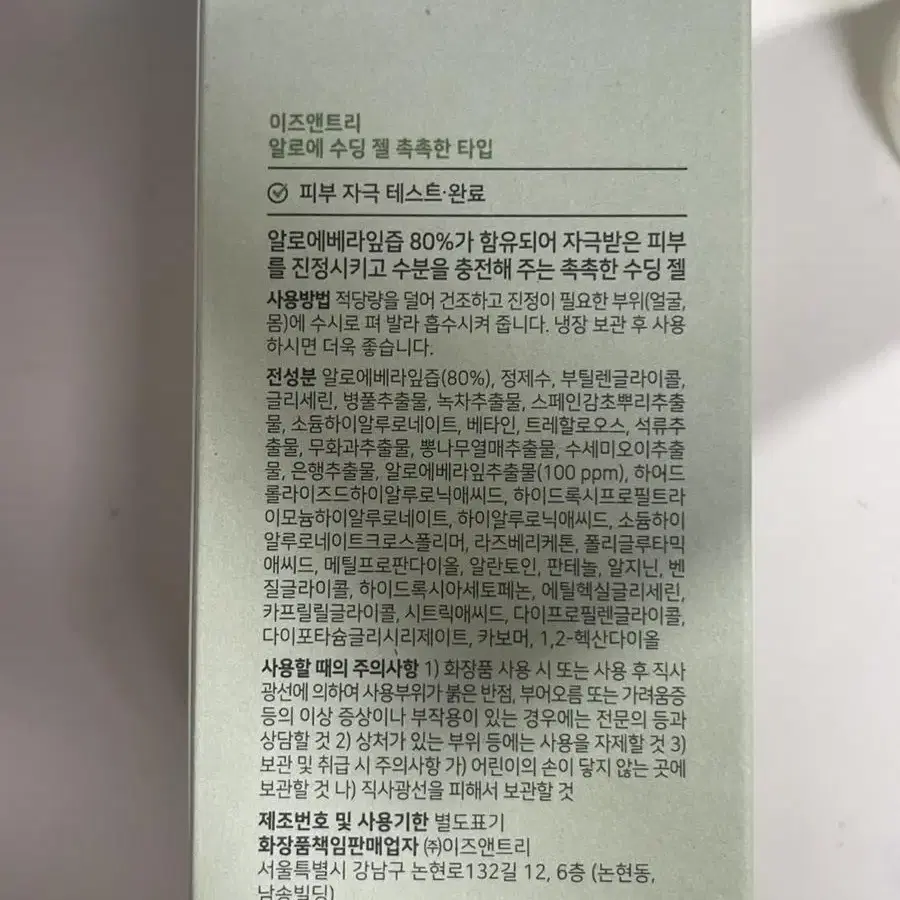 이즈앤트리
알로에 수딩 젤 촉촉한 타입
피부 자극 테스트·완료
알로에베라잎즙 80%가 함유되어 자극받은 피부
를 진정시키고 수분을 충전해 주는 촉촉한 수딩 젤
사용방법 적당량을 덜어 건조하고 진정이 필요한 부위(얼굴,
몸)에 수시로 펴 발라 흡수시켜 줍니다. 냉장 보관 후 사용
하시면 더욱 좋습니다.
전성분 알로에베라잎즙(80%), 정제수, 부틸렌글라이콜,
글리세린, 병풀추출물, 녹차추출물, 스페인감초뿌리추출
물, 소듐하이알루로네이트, 베타인, 트레할로오스, 석류추
출물, 무화과추출물, 뽕나무열매추출물, 수세미오이추출
물, 은행추출물, 알로에베라잎추출물(100 ppm), 하이드
롤라이즈드하이알루로닉애씨드, 하이드록시프로필트라
이모늄하이알루로네이트, 하이알루로닉애씨드, 소듐하이
알루로네이트크로스폴리머, 라즈베리케톤, 폴리글루타믹
애씨드, 메틸프로판다이올, 알란토인, 판테놀, 알지닌, 벤
질글라이콜, 하이드록시아세토페논, 에틸헥실글리세린,
카프릴릴글라이콜, 시트릭애씨드, 다이프로필렌글라이콜,
다이포타슘글리시리제이트, 카보머, 1,2-헥산다이올
사용할 때의 주의사항 1) 화장품 사용 시 또는 사용 후 직사
광선에 의하여 사용부위가 붉은 반점, 부어오름 또는 가려움증
등의 이상 증상이나 부작용이 있는 경우에는 전문의 등과
상담할 것 2) 상처가 있는 부위 등에는 사용을 자제할 것 3)
보관 및 취급 시 주의사항 가) 어린이의 손이 닿지 않는 곳에
보관할 것 나) 직사광선을 피해서 보관할 것
제조번호 및 사용기한 별도표기
화장품책임판매업자 ㈜이즈앤트리
서울특별시 강남구 논현로132길 12, 6층 (논현동,
남송빌딩)